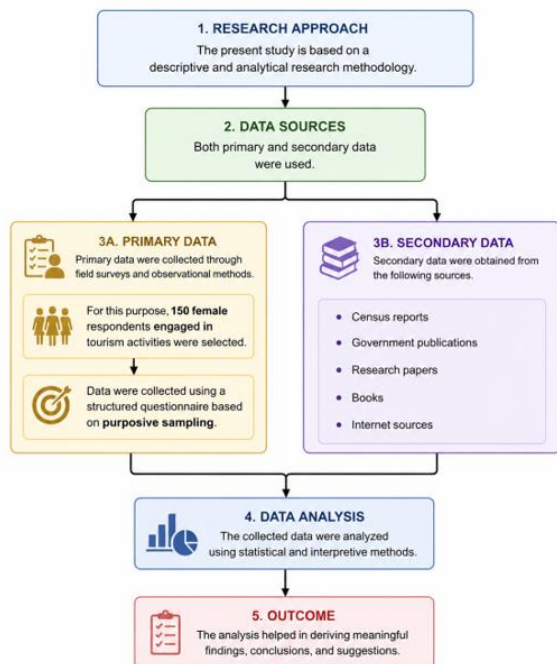 1. RESEARCH APPROACH
The present study is based on a
descriptive and analytical research methodology.
2. DATA SOURCES
Both primary and secondary data
were used.
3A. PRIMARY DATA
Primary data were collected through
field surveys and observational methods.
For this purpose, 150 female
respondents engaged in
tourism activities were selected.
Data were collected using a
structured questionnaire based
on purposive sampling.
3B. SECONDARY DATA
Secondary data were obtained from
the following sources.
• Census reports
• Government publications
• Research papers
• Books
• Internet sources
4. DATA ANALYSIS
The collected data were analyzed
using statistical and interpretive methods.
5. OUTCOME
The analysis helped in deriving meaningful
findings, conclusions, and suggestions.